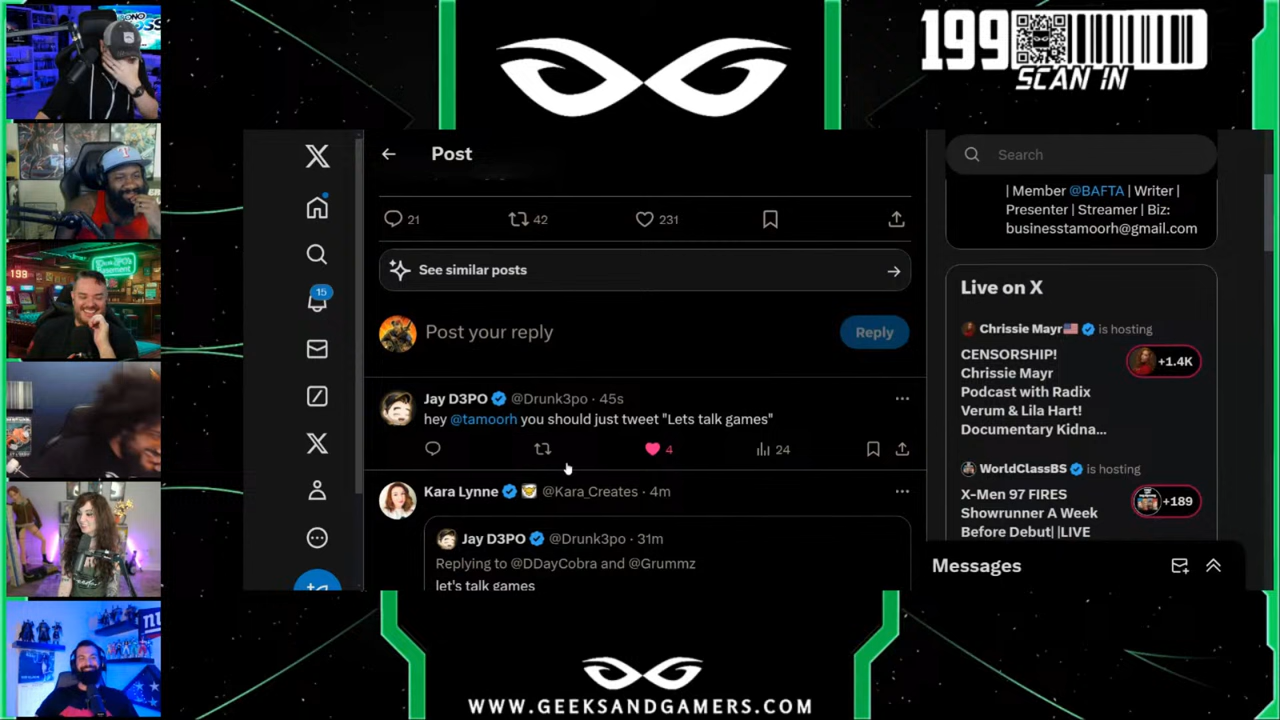 199
SCAN IN
Post
Search
| Member @BAFTA | Writer |
Presenter | Streamer | Biz:
businesstamoorh@gmail.com
21
42
231
See similar posts
Live on X
15
Post your reply
Reply
Chrissie Mayr is hosting
CENSORSHIP!
Chrissie Mayr
Podcast with Radix
Verum & Lila Hart!
Documentary Kidna...
+1.4K
Jay D3PO @Drunk3po · 45s
hey @tamoorh you should just tweet "Lets talk games"
4
24
WorldClassBS is hosting
X-Men 97 FIRES
Showrunner A Week
Before Debut| |LIVE
+189
Kara Lynne @Kara_Creates · 4m
Jay D3PO @Drunk3po · 31m
Replying to @DDayCobra and @Grummz
let's talk games
Messages
WWW.GEEKSANDGAMERS.COM